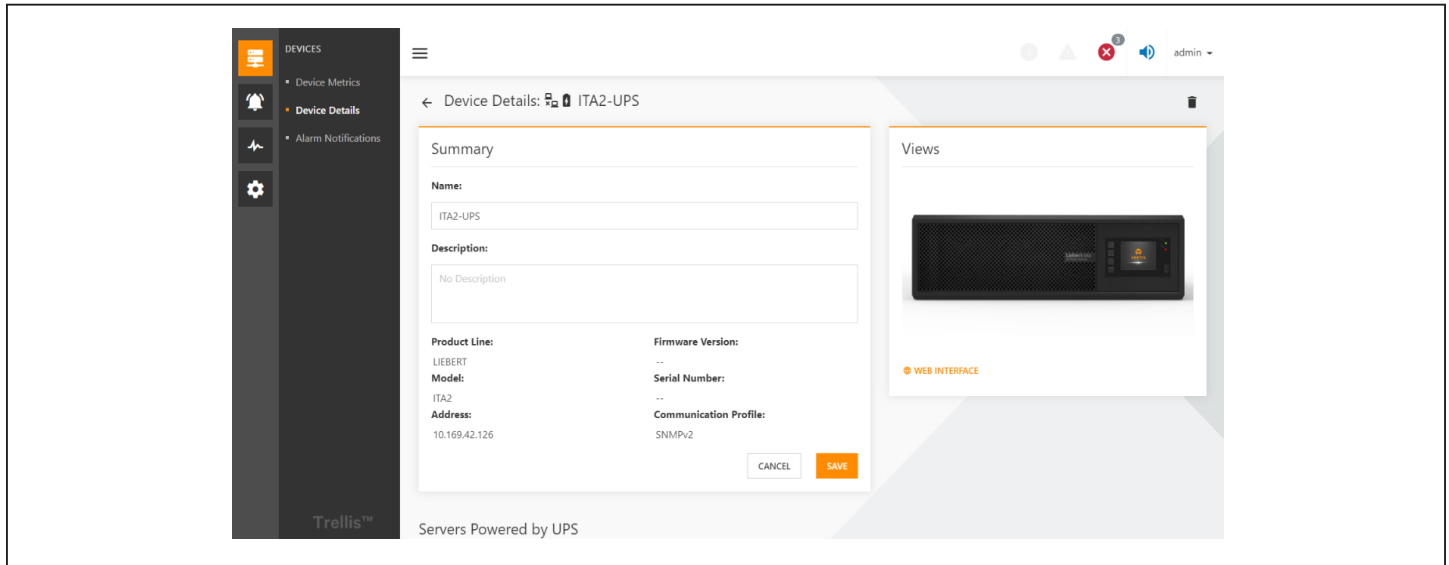 DEVICES
Device Metrics
Device Details
Alarm Notifications
Trellis™
3
admin
Device Details: ITA2-UPS
Summary
Name:
ITA2-UPS
Description:
No Description
Product Line:
Firmware Version:
LIEBERT
--
Model:
Serial Number:
ITA2
--
Address:
Communication Profile:
10.169.42.126
SNMPv2
CANCEL
SAVE
Views
WEB INTERFACE
Servers Powered by UPS